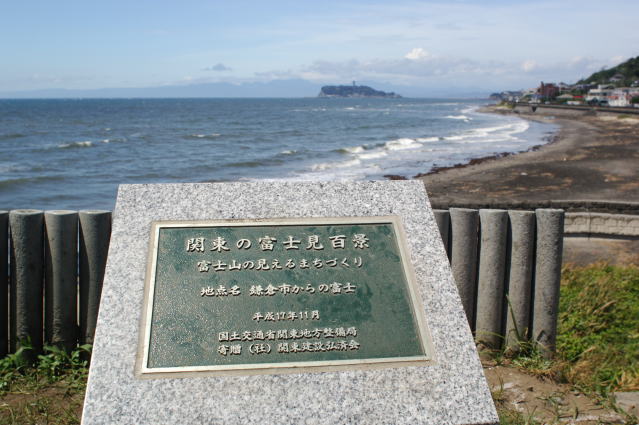 関東の富士見百景
富士山の見えるまちづくり
地点名 鎌倉市からの富士
平成17年11月
国土交通省関東地方整備局
寄贈（社）関東建設弘済会